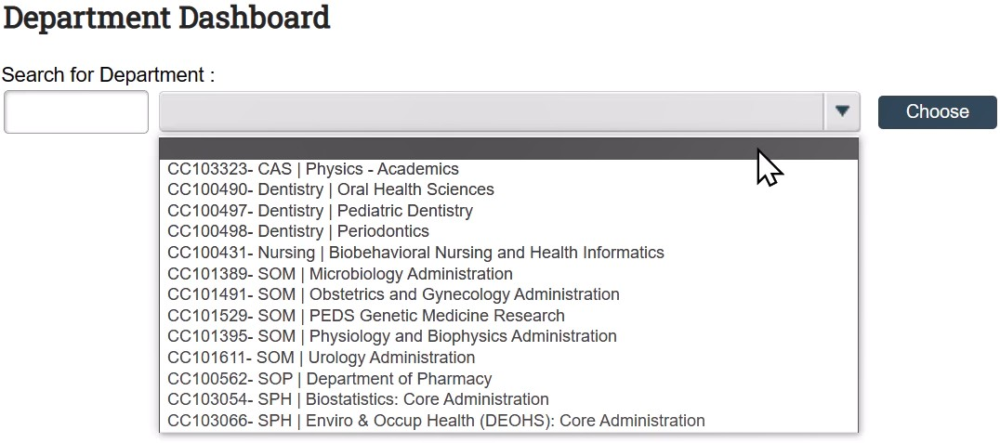 Department Dashboard
Search for Department :
Choose
CC103323- CAS | Physics - Academics
CC100490- Dentistry | Oral Health Sciences
CC100497- Dentistry | Pediatric Dentistry
CC100498- Dentistry | Periodontics
CC100431- Nursing | Biobehavioral Nursing and Health Informatics
CC101389- SOM | Microbiology Administration
CC101491- SOM | Obstetrics and Gynecology Administration
CC101529- SOM | PEDS Genetic Medicine Research
CC101395- SOM | Physiology and Biophysics Administration
CC101611- SOM | Urology Administration
CC100562- SOP | Department of Pharmacy
CC103054- SPH | Biostatistics: Core Administration
CC103066- SPH | Enviro & Occup Health (DEOHS): Core Administration